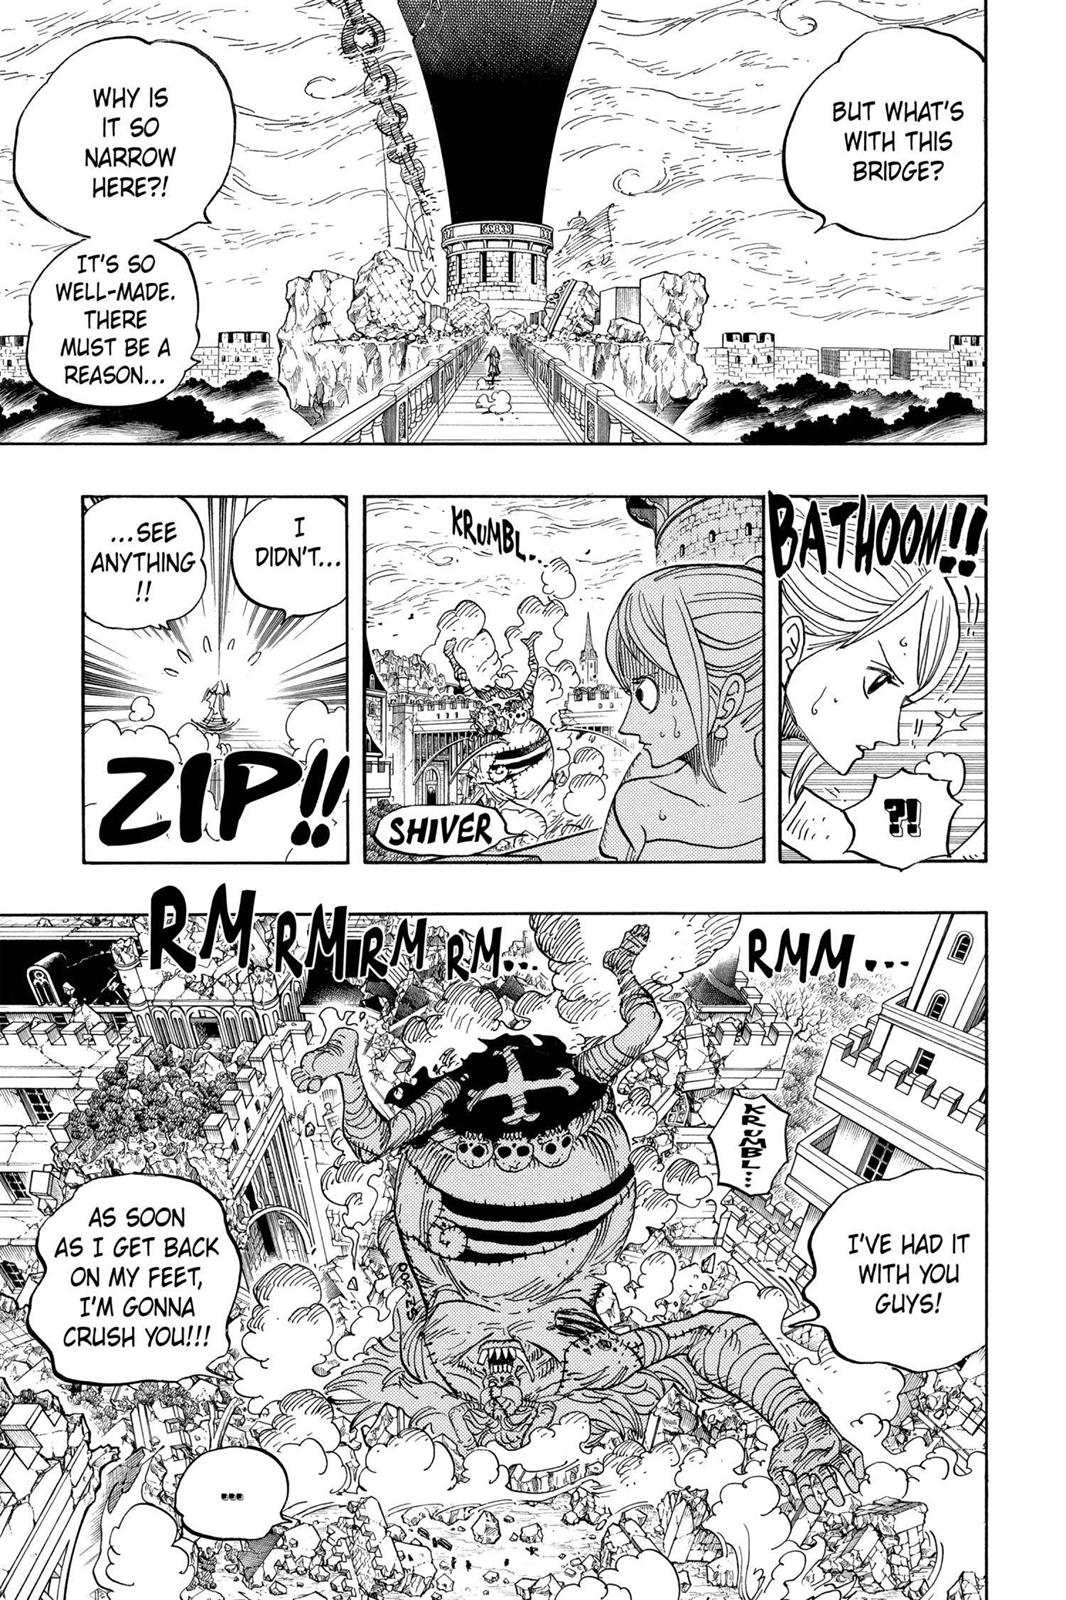 BUT WHAT'S
WITH THIS
BRIDGE?
WHY IS
IT SO
NARROW
HERE?!
IT'S SO
WELL-MADE.
THERE
MUST BE A
REASON...
BATHOOM!!
?!
KRUMBL...
SHIVER
I
DIDN'T...
...SEE
ANYTHING
!!
ZIP!!
RM RM RM RM...
RMM...
KRUMBL...
I'VE HAD IT
WITH YOU
GUYS!
AS SOON
AS I GET BACK
ON MY FEET,
I'M GONNA
CRUSH YOU!!!
...